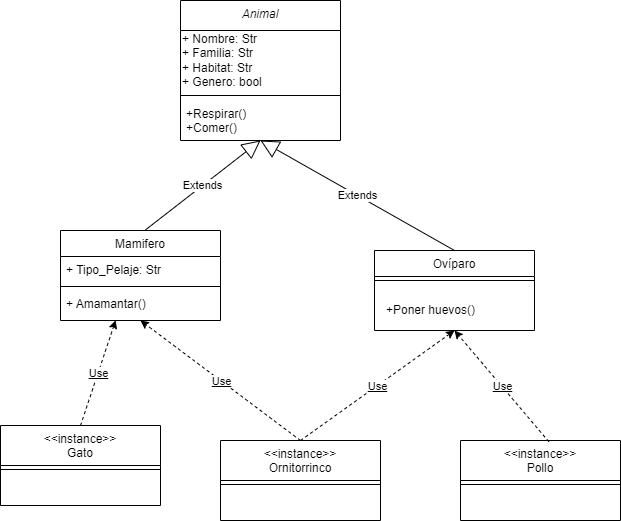 Animal
+ Nombre: Str
+ Familia: Str
+ Habitat: Str
+ Genero: bool
+Respirar()
+Comer()
Extends
Extends
Mamifero
+ Tipo_Pelaje: Str
+ Amamantar()
Ovíparo
+Poner huevos()
Use
Use
Use
Use
<<instance>>
Gato
<<instance>>
Ornitorrinco
<<instance>>
Pollo